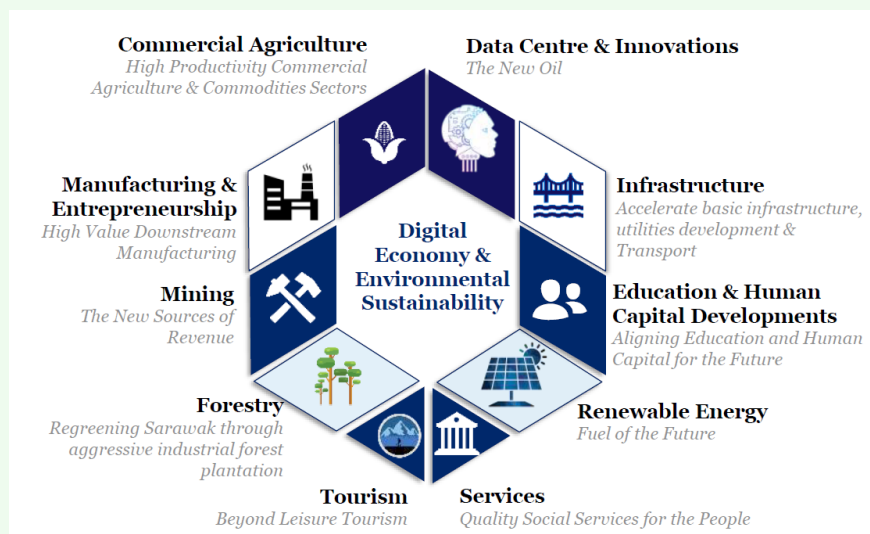 Commercial Agriculture
High Productivity Commercial
Agriculture & Commodities Sectors
Data Centre & Innovations
The New Oil
Manufacturing &
Entrepreneurship
High Value Downstream
Manufacturing
Infrastructure
Accelerate basic infrastructure,
utilities development &
Transport
Digital
Economy &
Environmental
Sustainability
Mining
The New Sources of
Revenue
Education & Human
Capital Developments
Aligning Education and Human
Capital for the Future
Forestry
Regreening Sarawak through
aggressive industrial forest
plantation
Renewable Energy
Fuel of the Future
Tourism
Beyond Leisure Tourism
Services
Quality Social Services for the People